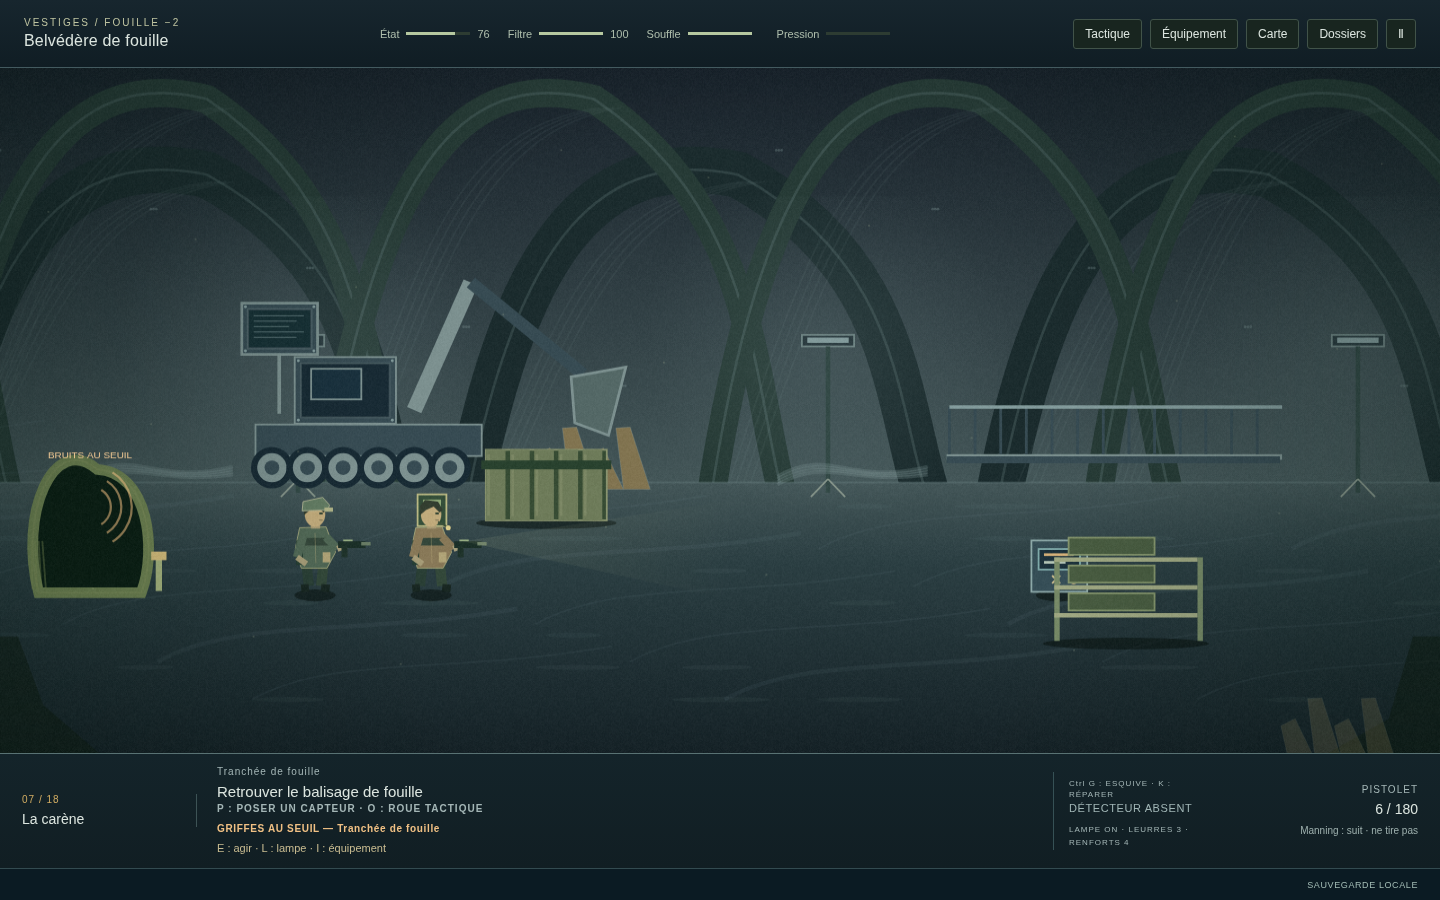 VESTIGES / FOUILLE −2
Belvédère de fouille
État 76 Filtre 100 Souffle Pression
Tactique Équipement Carte Dossiers II
BRUITS AU SEUIL
07 / 18
La carène
Tranchée de fouille
Retrouver le balisage de fouille
P : POSER UN CAPTEUR · O : ROUE TACTIQUE
GRIFFES AU SEUIL — Tranchée de fouille
E : agir · L : lampe · I : équipement
Ctrl G : ESQUIVE · K :
RÉPARER
DÉTECTEUR ABSENT
LAMPE ON · LEURRES 3 ·
RENFORTS 4
PISTOLET
6 / 180
Manning : suit · ne tire pas
SAUVEGARDE LOCALE